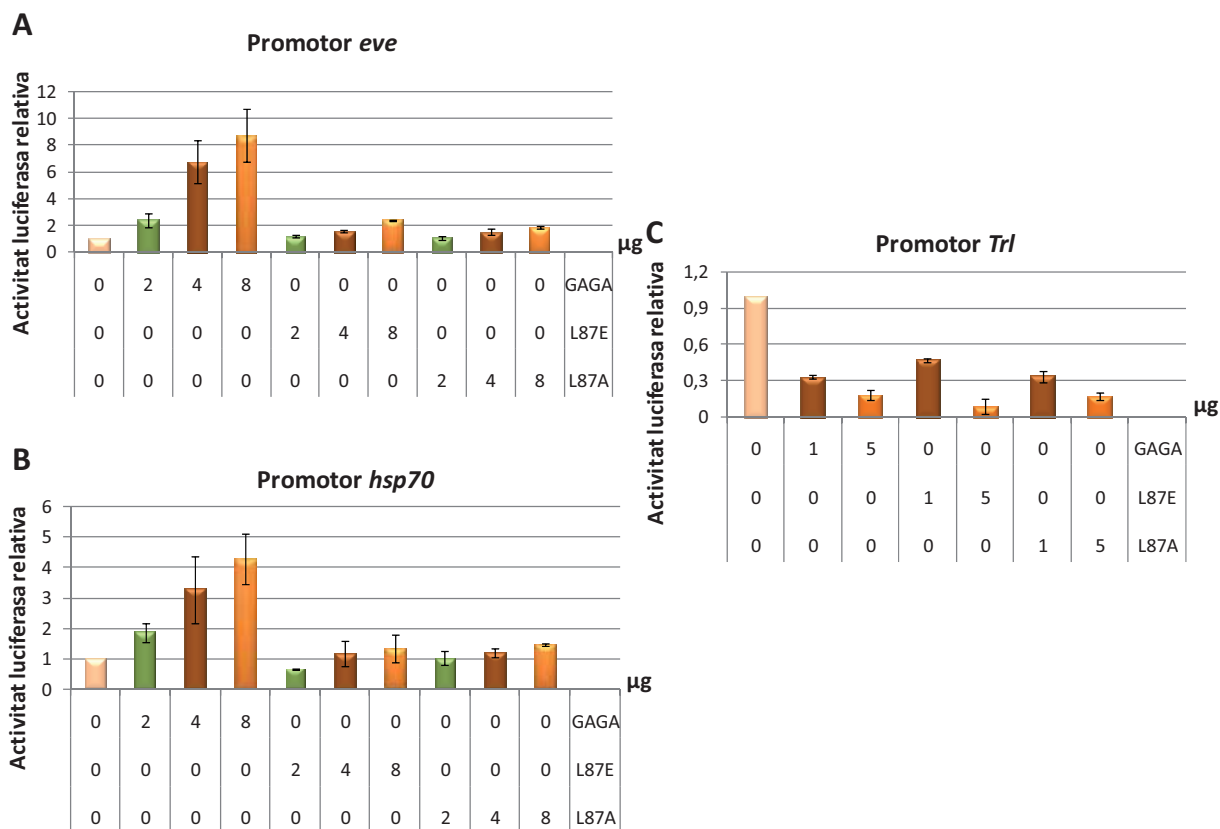 A
Promotor eve
Activitat luciferasa relativa
12
10
8
6
4
2
0
µg
0 2 4 8 0 0 0 0 0 0 GAGA
0 0 0 0 2 4 8 0 0 0 L87E
0 0 0 0 0 0 0 2 4 8 L87A
B
Promotor hsp70
Activitat luciferasa relativa
6
5
4
3
2
1
0
µg
0 2 4 8 0 0 0 0 0 0 GAGA
0 0 0 0 2 4 8 0 0 0 L87E
0 0 0 0 0 0 0 2 4 8 L87A
C
Promotor Trl
Activitat luciferasa relativa
1,2
0,9
0,6
0,3
0
µg
0 1 5 0 0 0 0 GAGA
0 0 0 1 5 0 0 L87E
0 0 0 0 0 1 5 L87A